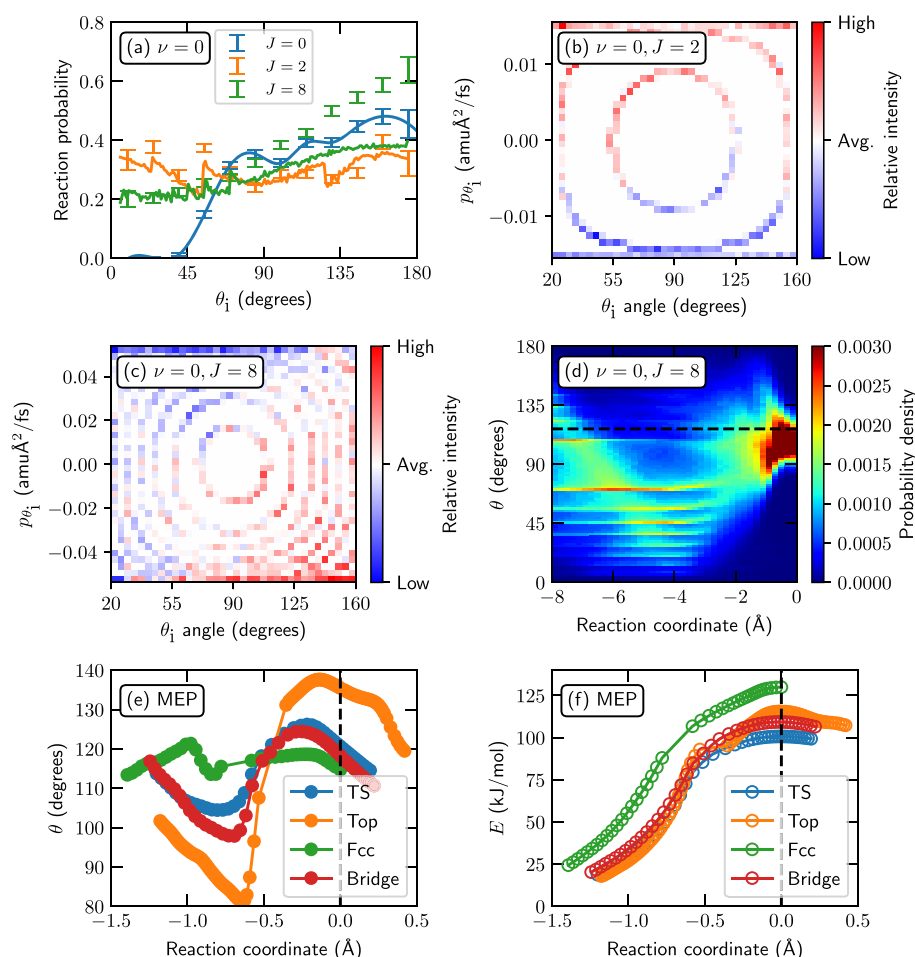 (a) ν = 0
J = 0
J = 2
J = 8
Reaction probability
0.8
0.6
0.4
0.2
0.0
0 45 90 135 180
θi (degrees)
(b) ν = 0, J = 2
pθi (amuÅ²/fs)
0.01
0.00
−0.01
20 55 90 125 160
θi angle (degrees)
High
Avg.
Low
Relative intensity
(c) ν = 0, J = 8
pθi (amuÅ²/fs)
0.04
0.02
0.00
−0.02
−0.04
20 55 90 125 160
θi angle (degrees)
High
Avg.
Low
Relative intensity
(d) ν = 0, J = 8
θ (degrees)
180
135
90
45
0
−8 −6 −4 −2 0
Reaction coordinate (Å)
0.0030
0.0025
0.0020
0.0015
0.0010
0.0005
0.0000
Probability density
(e) MEP
θ (degrees)
140
130
120
110
100
90
80
−1.5 −1.0 −0.5 0.0 0.5
Reaction coordinate (Å)
TS
Top
Fcc
Bridge
(f) MEP
E (kJ/mol)
125
100
75
50
25
0
−1.5 −1.0 −0.5 0.0 0.5
Reaction coordinate (Å)
TS
Top
Fcc
Bridge